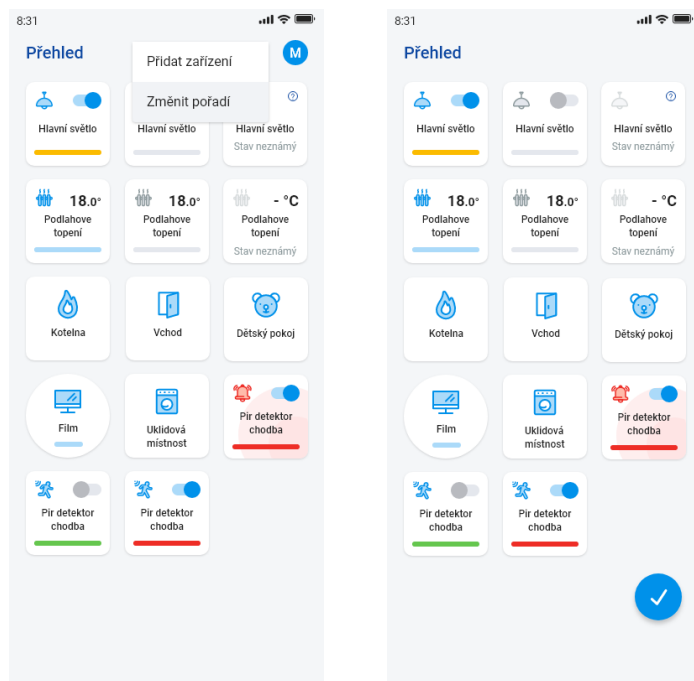 8:31
Přehled
Přidat zařízení
Změnit pořadí
M
Hlavní světlo
Hlavní světlo
Hlavní světlo
Stav neznámý
18.0°
Podlahove
topení
18.0°
Podlahove
topení
- °C
Podlahove
topení
Stav neznámý
Kotelna
Vchod
Dětský pokoj
Film
Uklidová
místnost
Pir detektor
chodba
Pir detektor
chodba
Pir detektor
chodba
8:31
Přehled
Hlavní světlo
Hlavní světlo
Hlavní světlo
Stav neznámý
18.0°
Podlahove
topení
18.0°
Podlahove
topení
- °C
Podlahove
topení
Stav neznámý
Kotelna
Vchod
Dětský pokoj
Film
Uklidová
místnost
Pir detektor
chodba
Pir detektor
chodba
Pir detektor
chodba